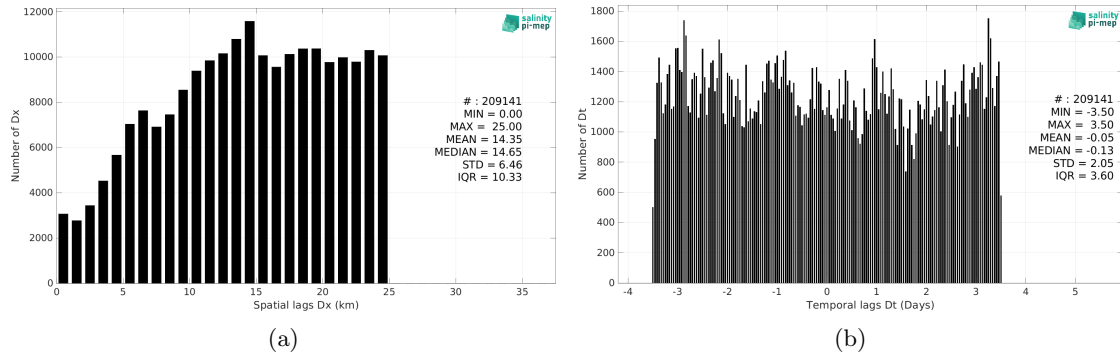 12000
10000
8000
6000
4000
2000
0
Number of Dx
0 5 10 15 20 25 30 35
Spatial lags Dx (km)
salinity
pi-mep
# : 209141
MIN = 0.00
MAX = 25.00
MEAN = 14.35
MEDIAN = 14.65
STD = 6.46
IQR = 10.33
(a)
1800
1600
1400
1200
1000
800
600
400
200
0
Number of Dt
-4 -3 -2 -1 0 1 2 3 4 5
Temporal lags Dt (Days)
salinity
pi-mep
# : 209141
MIN = -3.50
MAX = 3.50
MEAN = -0.05
MEDIAN = -0.13
STD = 2.05
IQR = 3.60
(b)